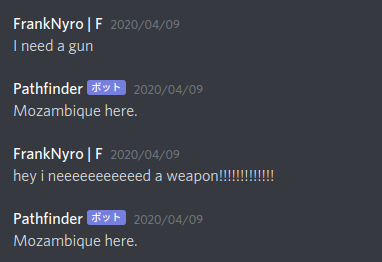 FrankNyro | F 2020/04/09
I need a gun
Pathfinder ボット 2020/04/09
Mozambique here.
FrankNyro | F 2020/04/09
hey i neeeeeeeeeeed a weapon!!!!!!!!!!!!!
Pathfinder ボット 2020/04/09
Mozambique here.